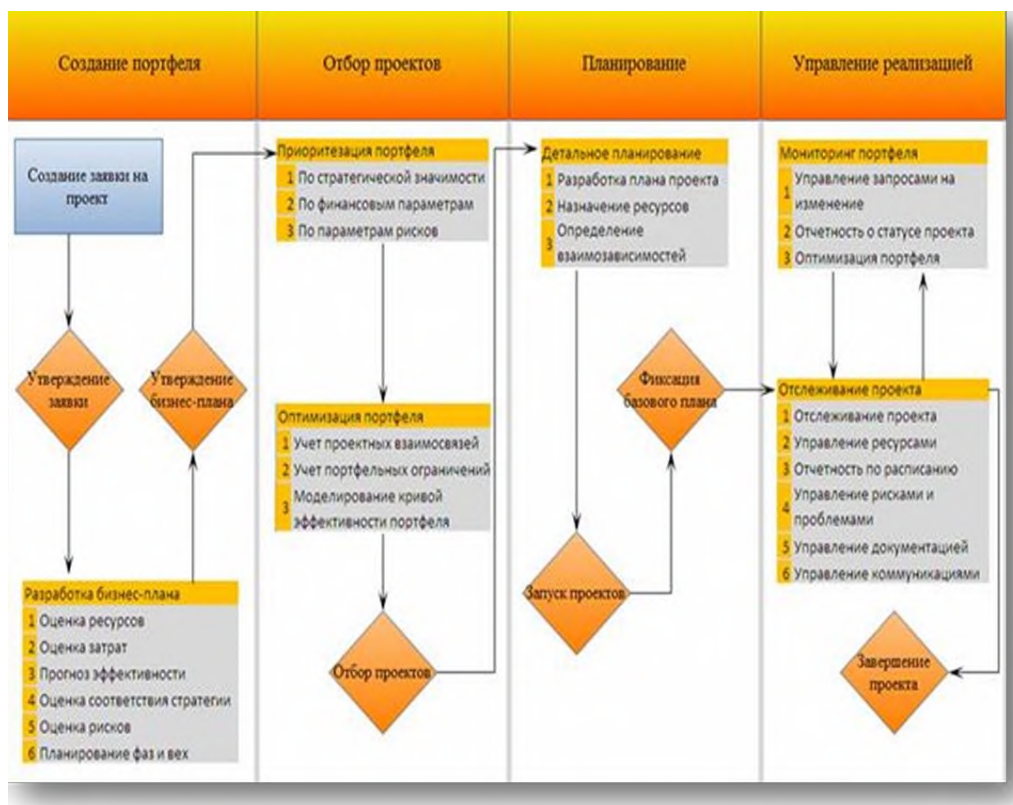 Создание портфеля
Отбор проектов
Планирование
Управление реализацией
Создание заявки на
проект
Утверждение
заявки
Утверждение
бизнес-плана
Разработка бизнес-плана
1 Оценка ресурсов
2 Оценка затрат
3 Прогноз эффективности
4 Оценка соответствия стратегии
5 Оценка рисков
6 Планирование фаз и вех
Приоритезация портфеля
1 По стратегической значимости
2 По финансовым параметрам
3 По параметрам рисков
Оптимизация портфеля
1 Учет проектных взаимосвязей
2 Учет портфельных ограничений
3 Моделирование кривой
эффективности портфеля
Отбор проектов
Детальное планирование
1 Разработка плана проекта
2 Назначение ресурсов
3 Определение
взаимозависимостей
Запуск проектов
Фиксация
базового плана
Мониторинг портфеля
1 Управление запросами на
изменение
2 Отчетность о статусе проекта
3 Оптимизация портфеля
Отслеживание проекта
1 Отслеживание проекта
2 Управление ресурсами
3 Отчетность по расписанию
4 Управление рисками и
проблемами
5 Управление документацией
6 Управление коммуникациями
Завершение
проекта